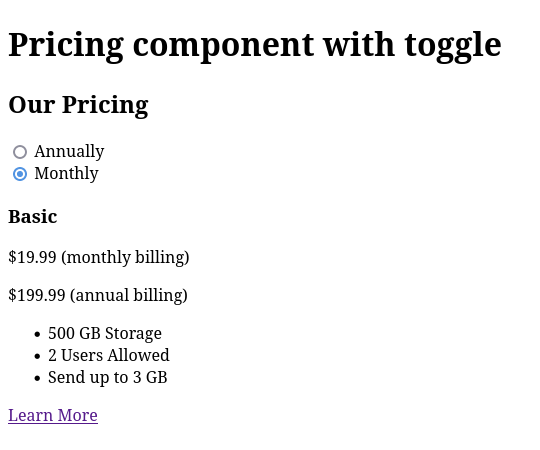 Pricing component with toggle
Our Pricing
Annually
Monthly
Basic
$19.99 (monthly billing)
$199.99 (annual billing)
500 GB Storage
2 Users Allowed
Send up to 3 GB
Learn More